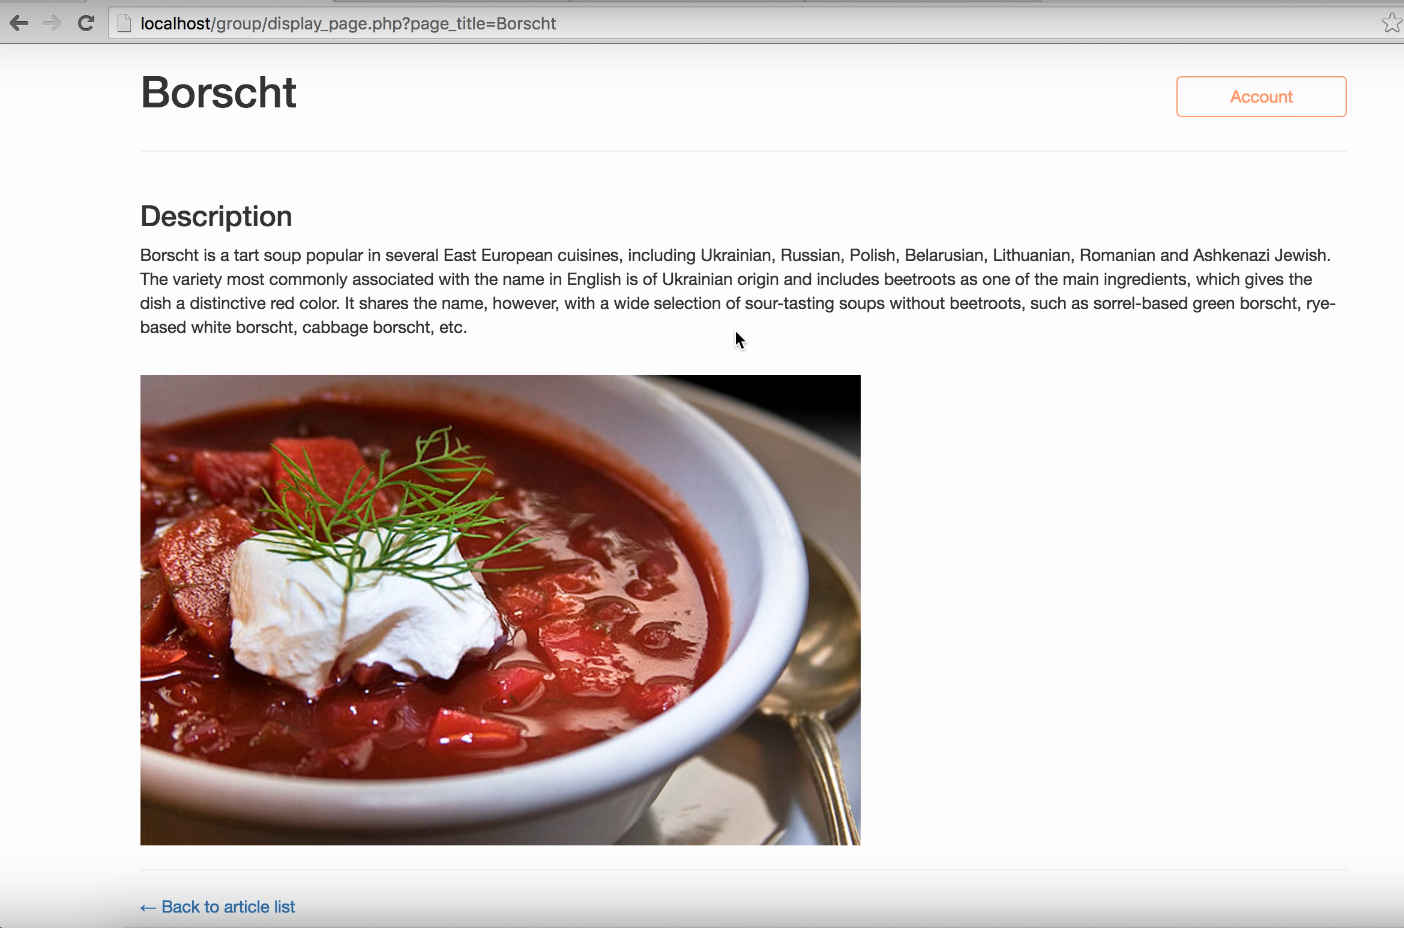 localhost/group/display_page.php?page_title=Borscht
Borscht
Account
Description
Borscht is a tart soup popular in several East European cuisines, including Ukrainian, Russian, Polish, Belarusian, Lithuanian, Romanian and Ashkenazi Jewish.
The variety most commonly associated with the name in English is of Ukrainian origin and includes beetroots as one of the main ingredients, which gives the
dish a distinctive red color. It shares the name, however, with a wide selection of sour-tasting soups without beetroots, such as sorrel-based green borscht, rye-
based white borscht, cabbage borscht, etc.
← Back to article list